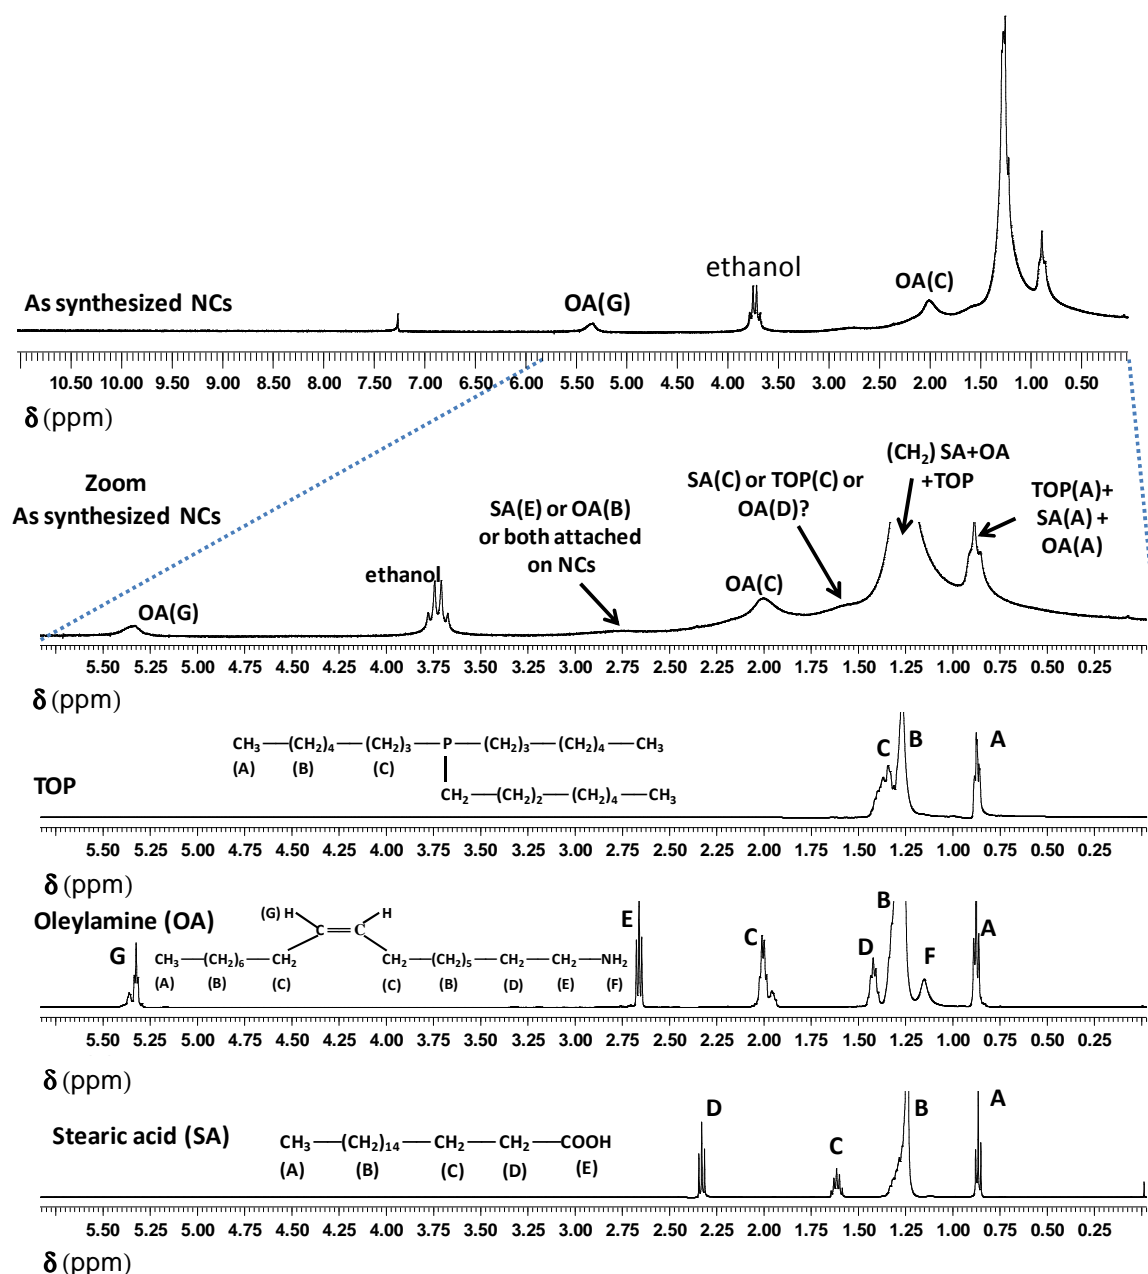 ethanol
OA(C)
As synthesized NCs
OA(G)
10.50 10.00 9.50 9.00 8.50 8.00 7.50 7.00 6.50 6.00 5.50 5.00 4.50 4.00 3.50 3.00 2.50 2.00 1.50 1.00 0.50
δ (ppm)
(CH₂) SA+OA
+TOP
Zoom
As synthesized NCs
SA(C) or TOP(C) or
OA(D)?
TOP(A)+
SA(A) +
OA(A)
SA(E) or OA(B)
or both attached
on NCs
ethanol
OA(C)
OA(G)
5.50 5.25 5.00 4.75 4.50 4.25 4.00 3.75 3.50 3.25 3.00 2.75 2.50 2.25 2.00 1.75 1.50 1.25 1.00 0.75 0.50 0.25
δ (ppm)
CH₃—(CH₂)₄—(CH₂)₃—P—(CH₂)₃—(CH₂)₄—CH₃
(A) (B) (C)
C B A
TOP
CH₂—(CH₂)₂—(CH₂)₄—CH₃
5.50 5.25 5.00 4.75 4.50 4.25 4.00 3.75 3.50 3.25 3.00 2.75 2.50 2.25 2.00 1.75 1.50 1.25 1.00 0.75 0.50 0.25
δ (ppm)
Oleylamine (OA)
(G) H H
C=C
G E C D B F A
CH₃—(CH₂)₆—CH₂ CH₂—(CH₂)₅—CH₂—CH₂—NH₂
(A) (B) (C) (C) (B) (D) (E) (F)
5.50 5.25 5.00 4.75 4.50 4.25 4.00 3.75 3.50 3.25 3.00 2.75 2.50 2.25 2.00 1.75 1.50 1.25 1.00 0.75 0.50 0.25
δ (ppm)
D C B A
Stearic acid (SA)
CH₃—(CH₂)₁₄—CH₂—CH₂—COOH
(A) (B) (C) (D) (E)
5.50 5.25 5.00 4.75 4.50 4.25 4.00 3.75 3.50 3.25 3.00 2.75 2.50 2.25 2.00 1.75 1.50 1.25 1.00 0.75 0.50 0.25
δ (ppm)